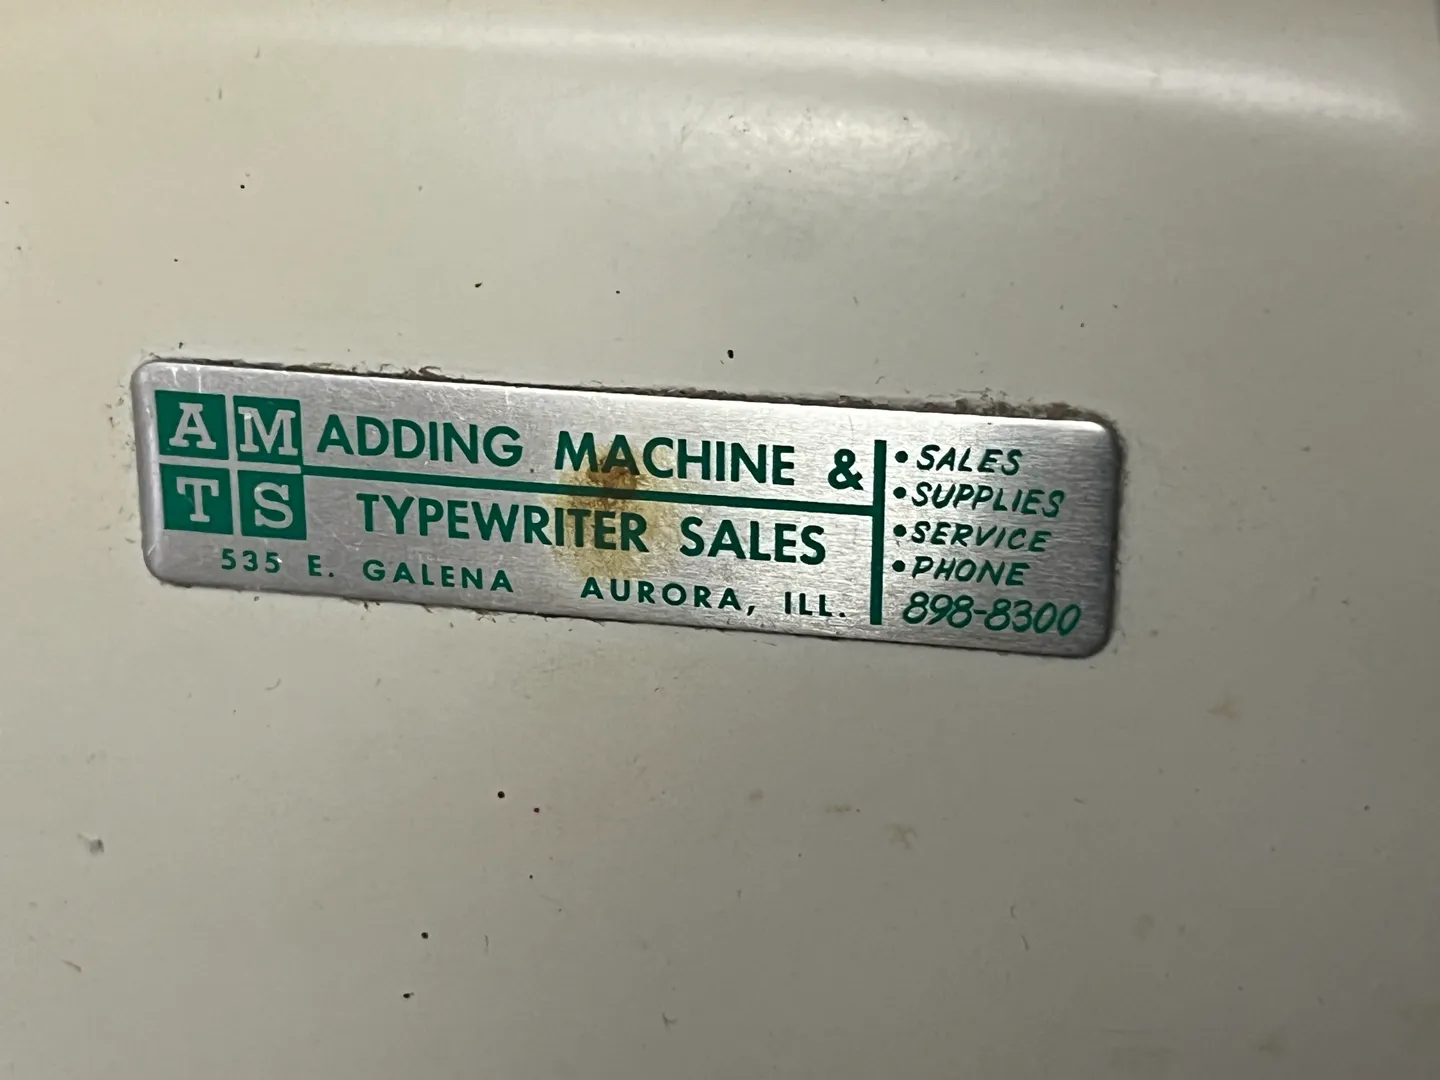 AM
TS
ADDING MACHINE &
TYPEWRITER SALES
535 E. GALENA AURORA, ILL.
• SALES
• SUPPLIES
• SERVICE
• PHONE
898-8300